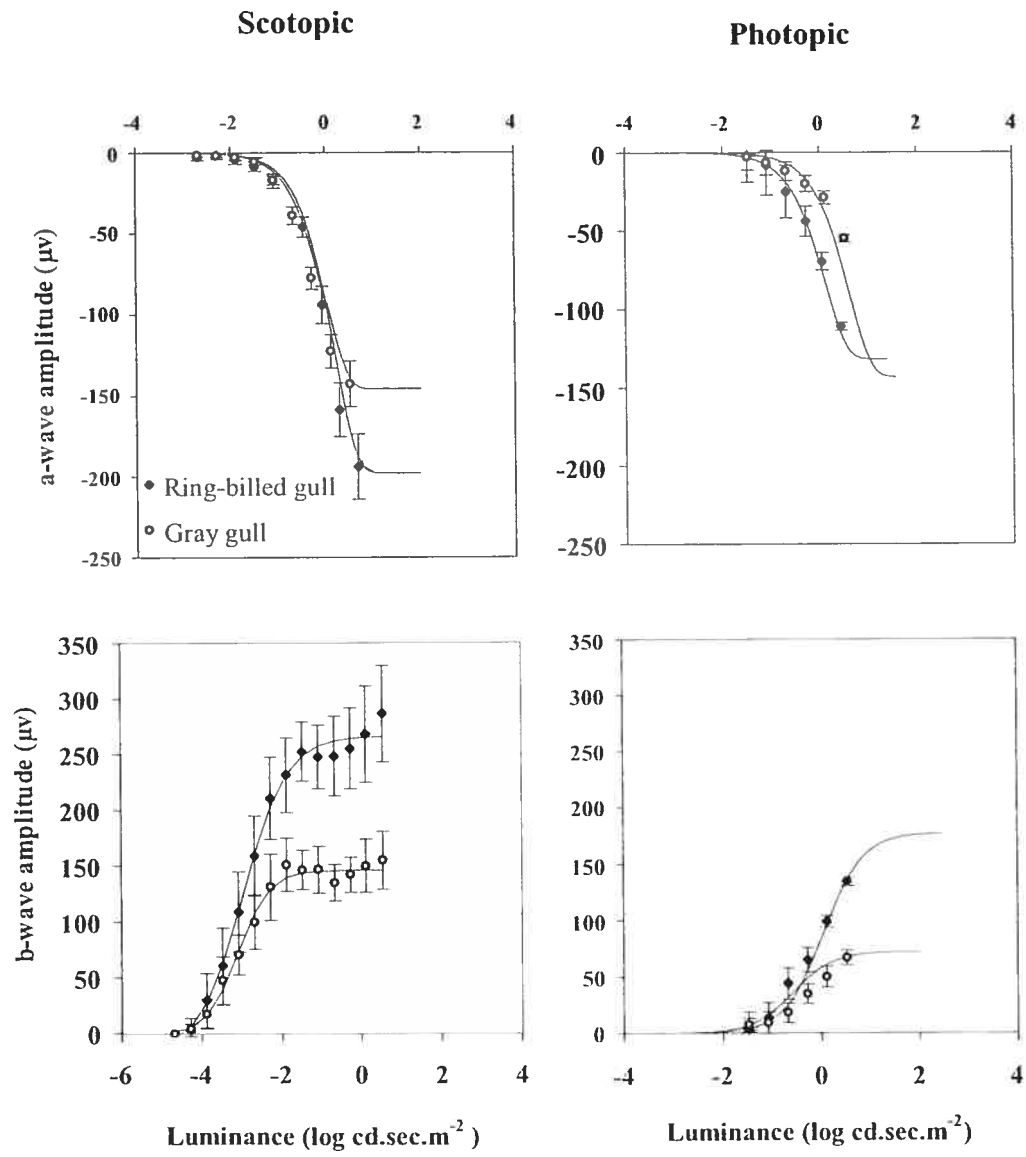 Scotopic
Photopic
-4 -2 0 2 4
-4 -2 0 2 4
0
-50
-100
-150
-200
-250
a-wave amplitude (μv)
Ring-billed gull
Gray gull
0
-50
-100
-150
-200
-250
350
300
250
200
150
100
50
0
b-wave amplitude (μv)
-6 -4 -2 0 2 4
Luminance (log cd.sec.m-2 )
350
300
250
200
150
100
50
0
-4 -2 0 2 4
Luminance (log cd.sec.m-2)